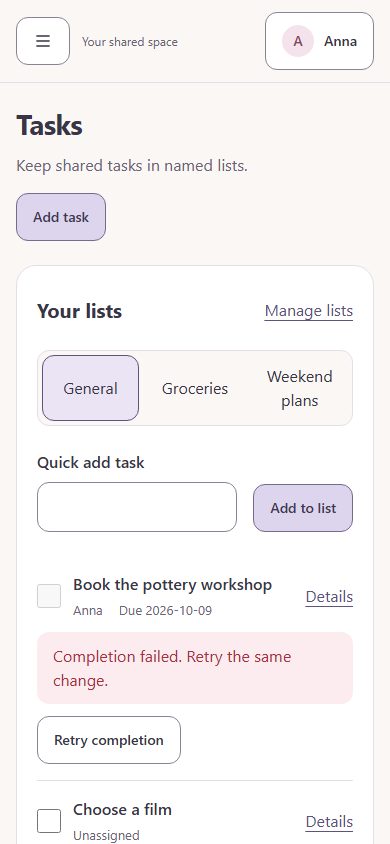 Your shared space
A Anna
Tasks
Keep shared tasks in named lists.
Add task
Your lists
Manage lists
General
Groceries
Weekend
plans
Quick add task
Add to list
Book the pottery workshop
Anna Due 2026-10-09
Details
Completion failed. Retry the same
change.
Retry completion
Choose a film
Unassigned
Details